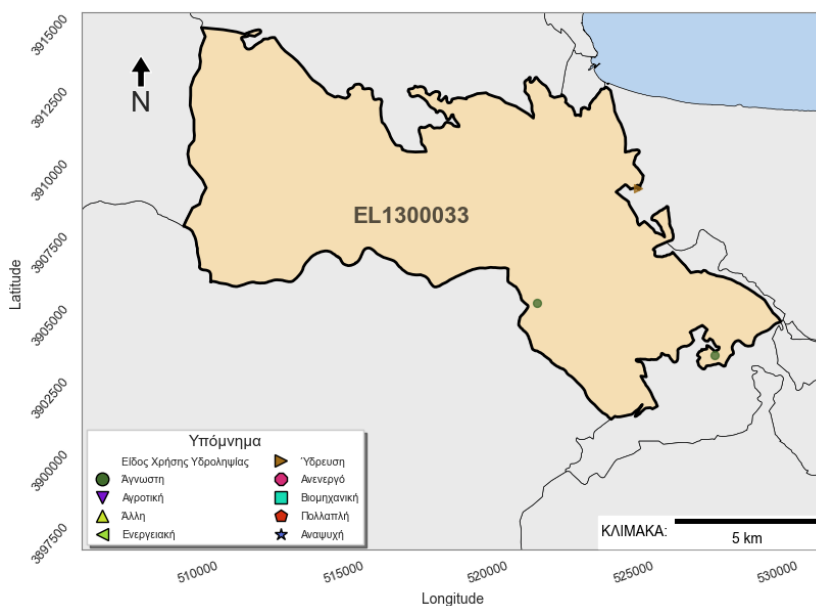 3915000
3912500
3910000
3907500
3905000
3902500
3900000
3897500
Latitude
N
EL1300033
Υπόμνημα
Είδος Χρήσης Υδροληψίας
Άγνωστη
Αγροτική
Άλλη
Ενεργειακή
Ύδρευση
Ανενεργό
Βιομηχανική
Πολλαπλή
Αναψυχή
ΚΛΙΜΑΚΑ:
5 km
510000
515000
520000
525000
530000
Longitude